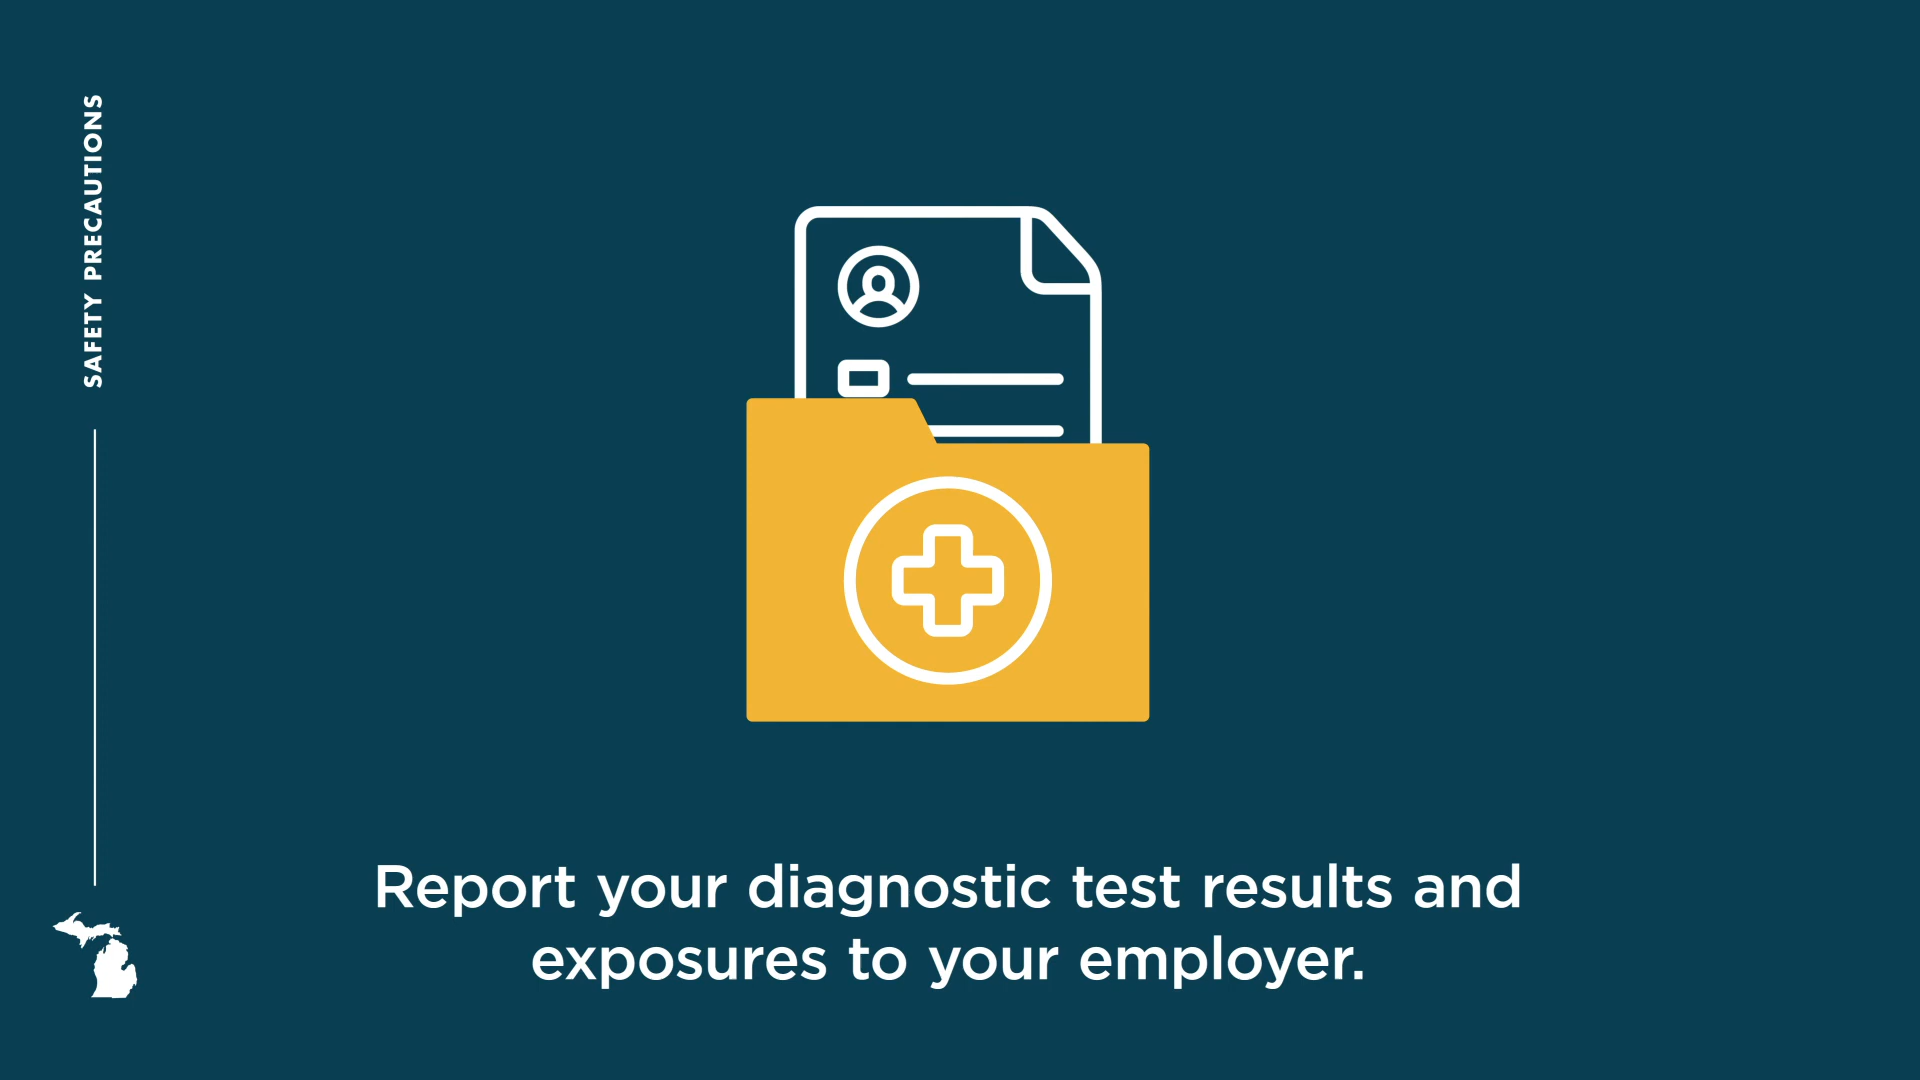 SAFETY PRECAUTIONS
Report your diagnostic test results and
exposures to your employer.